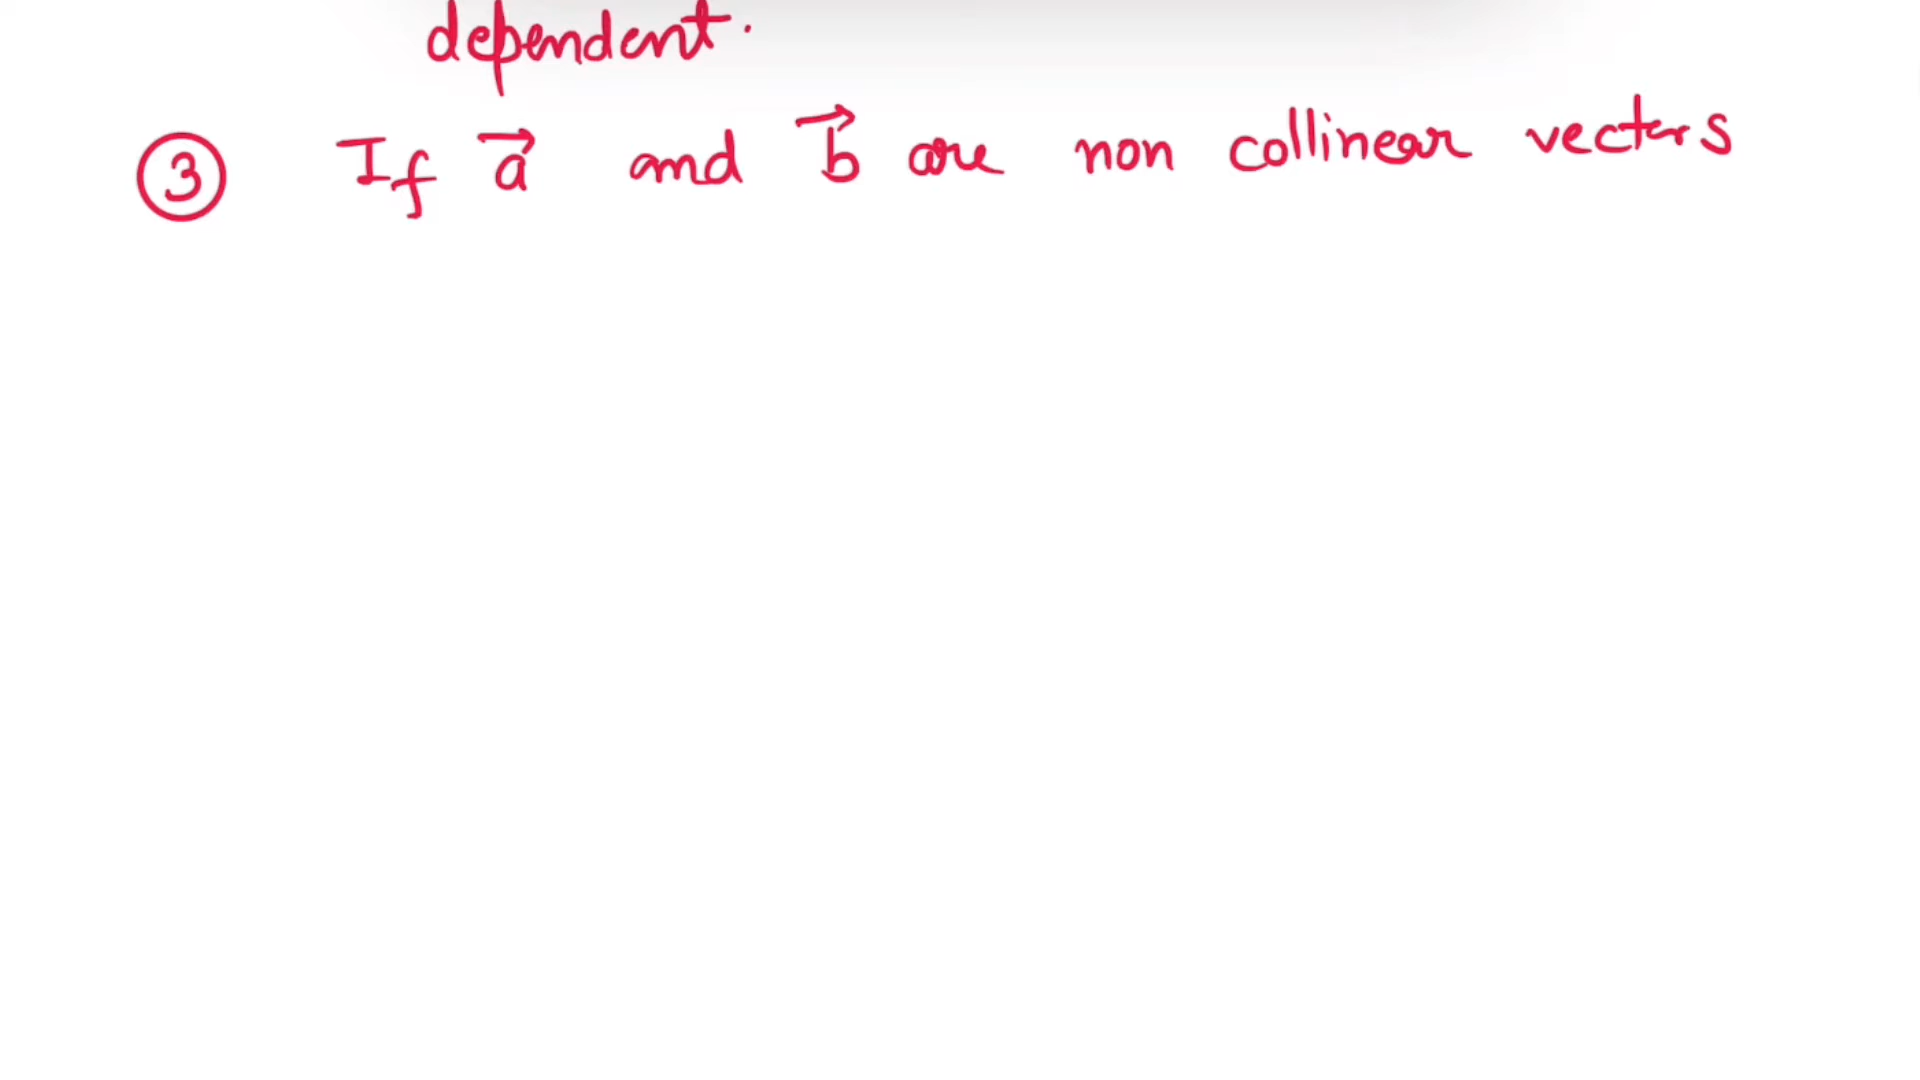 dependent.
③ If a⃗ and b⃗ are non collinear vectors